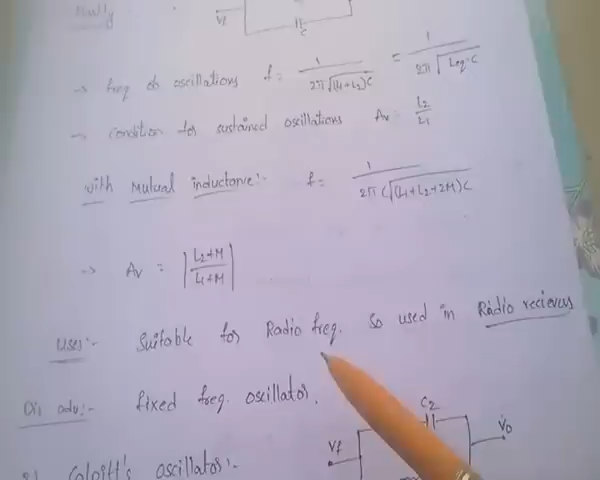 Finally
Vf
C
→ freq of oscillations f = 1/2π√(L1+L2)C = 1/2π√Leq.C
→ condition for sustained oscillations Av = L2/L1
with Mutual inductance:- f = 1/2π(√(L1+L2+2M)C
→ Av = |L2+M/L1+M|
Uses:- Suitable for Radio freq. so used in Radio recievers
Dis adv:- fixed freq. oscillator.
C2
Vf
Vo
Colpitt's oscillator:-